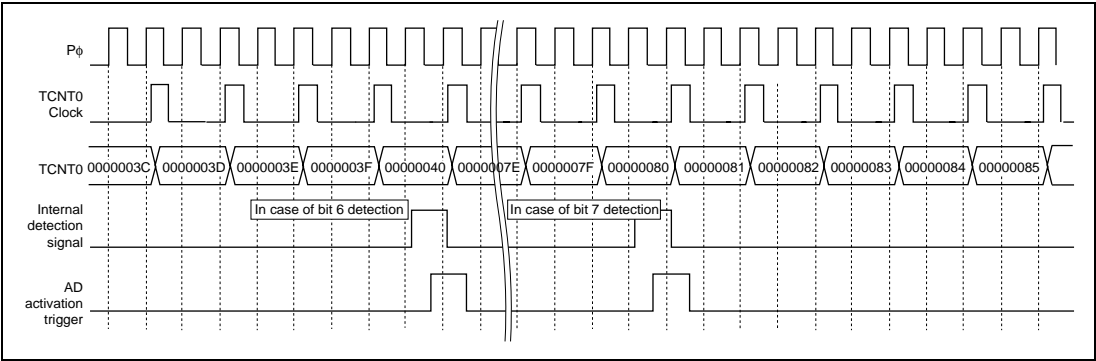 Pϕ
TCNT0
Clock
TCNT0 0000003C 0000003D 0000003E 0000003F 00000040 0000007E 0000007F 00000080 00000081 00000082 00000083 00000084 00000085
Internal
detection
signal
In case of bit 6 detection In case of bit 7 detection
AD
activation
trigger